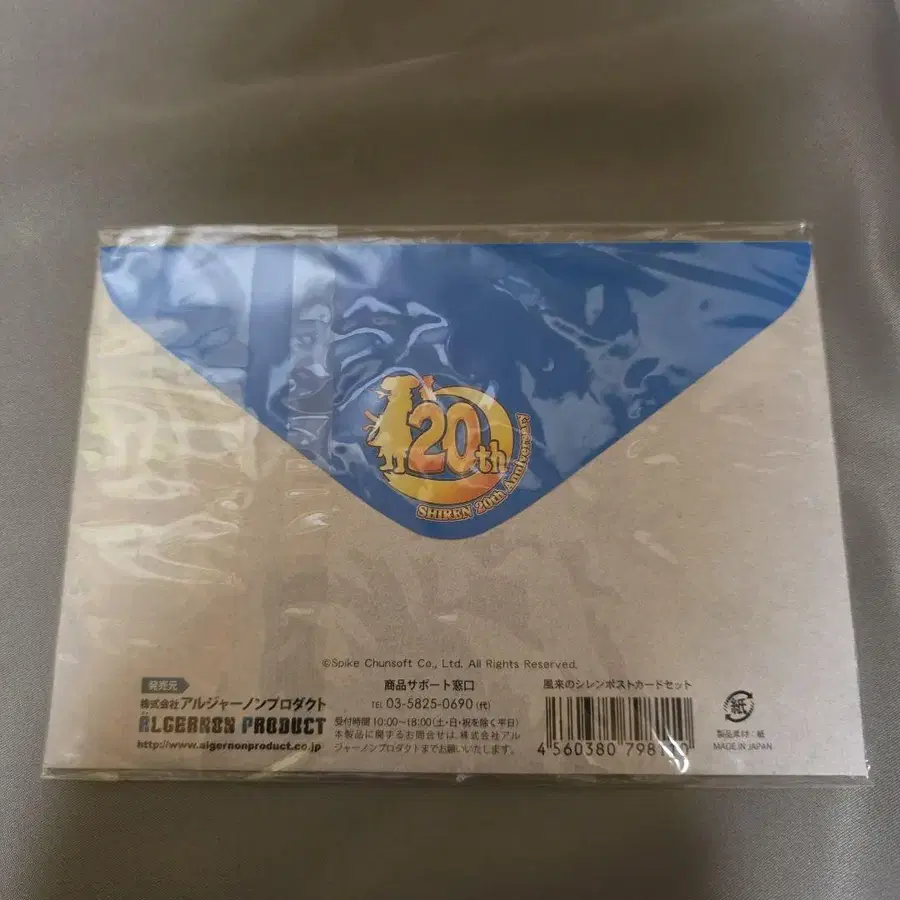 20th
SHIREN 20th Anniversary
©Spike Chunsoft Co., Ltd. All Rights Reserved.
発売元
株式会社アルジャーノンプロダクト
ALGERNON PRODUCT
http://www.algernonproduct.co.jp
商品サポート窓口
TEL 03-5825-0690 (代)
受付時間 10:00〜18:00 (土・日・祝を除く平日)
本製品に関するお問合せは、株式会社アル
ジャーノンプロダクトまでお願いいたします。
風来のシレンポストカードセット
4 560380 798
紙
製品素材:紙
MADE IN JAPAN